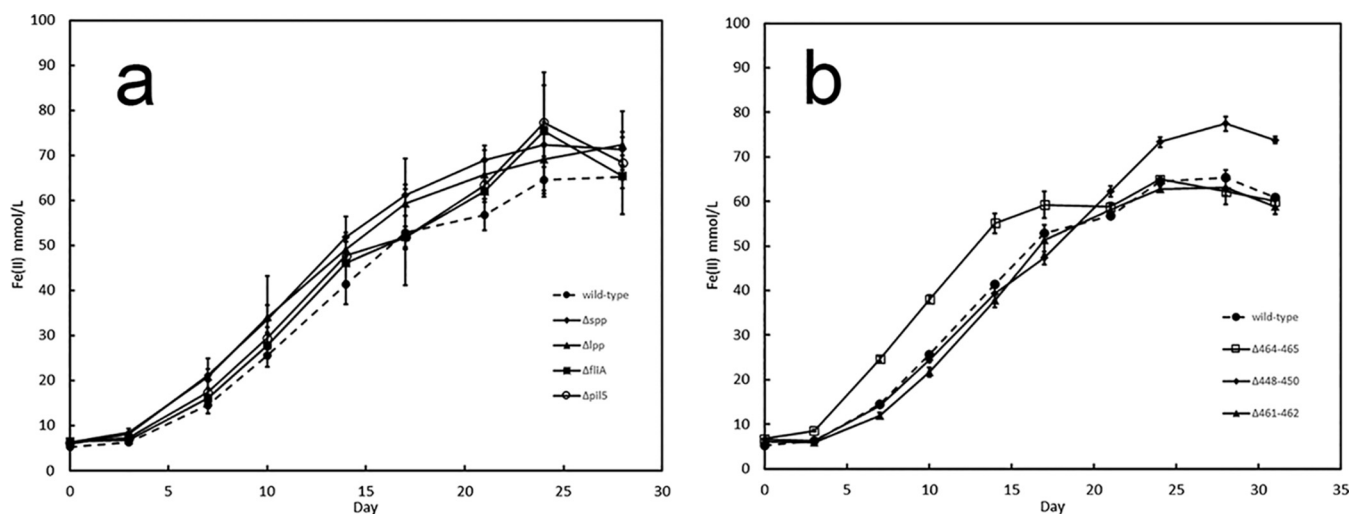 a
Fe(II) mmol/L
100
90
80
70
60
50
40
30
20
10
0
0 5 10 15 20 25 30
Day
wild-type
Δspp
Δlpp
ΔfliA
Δpil5
b
Fe(II) mmol/L
100
90
80
70
60
50
40
30
20
10
0
0 5 10 15 20 25 30 35
Day
wild-type
Δ464-465
Δ448-450
Δ461-462